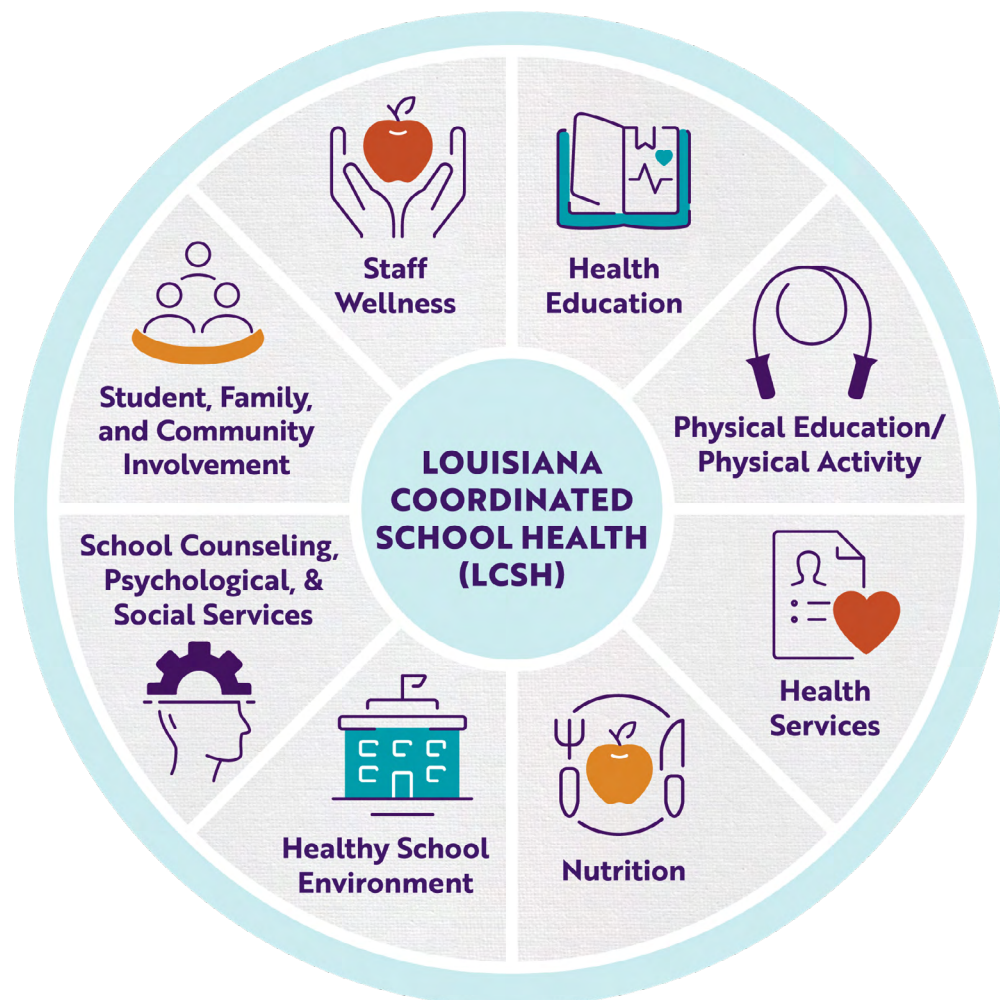 Staff
Wellness
Health
Education
Physical Education/
Physical Activity
Health
Services
Nutrition
Healthy School
Environment
School Counseling,
Psychological, &
Social Services
Student, Family,
and Community
Involvement
LOUISIANA
COORDINATED
SCHOOL HEALTH
(LCSH)